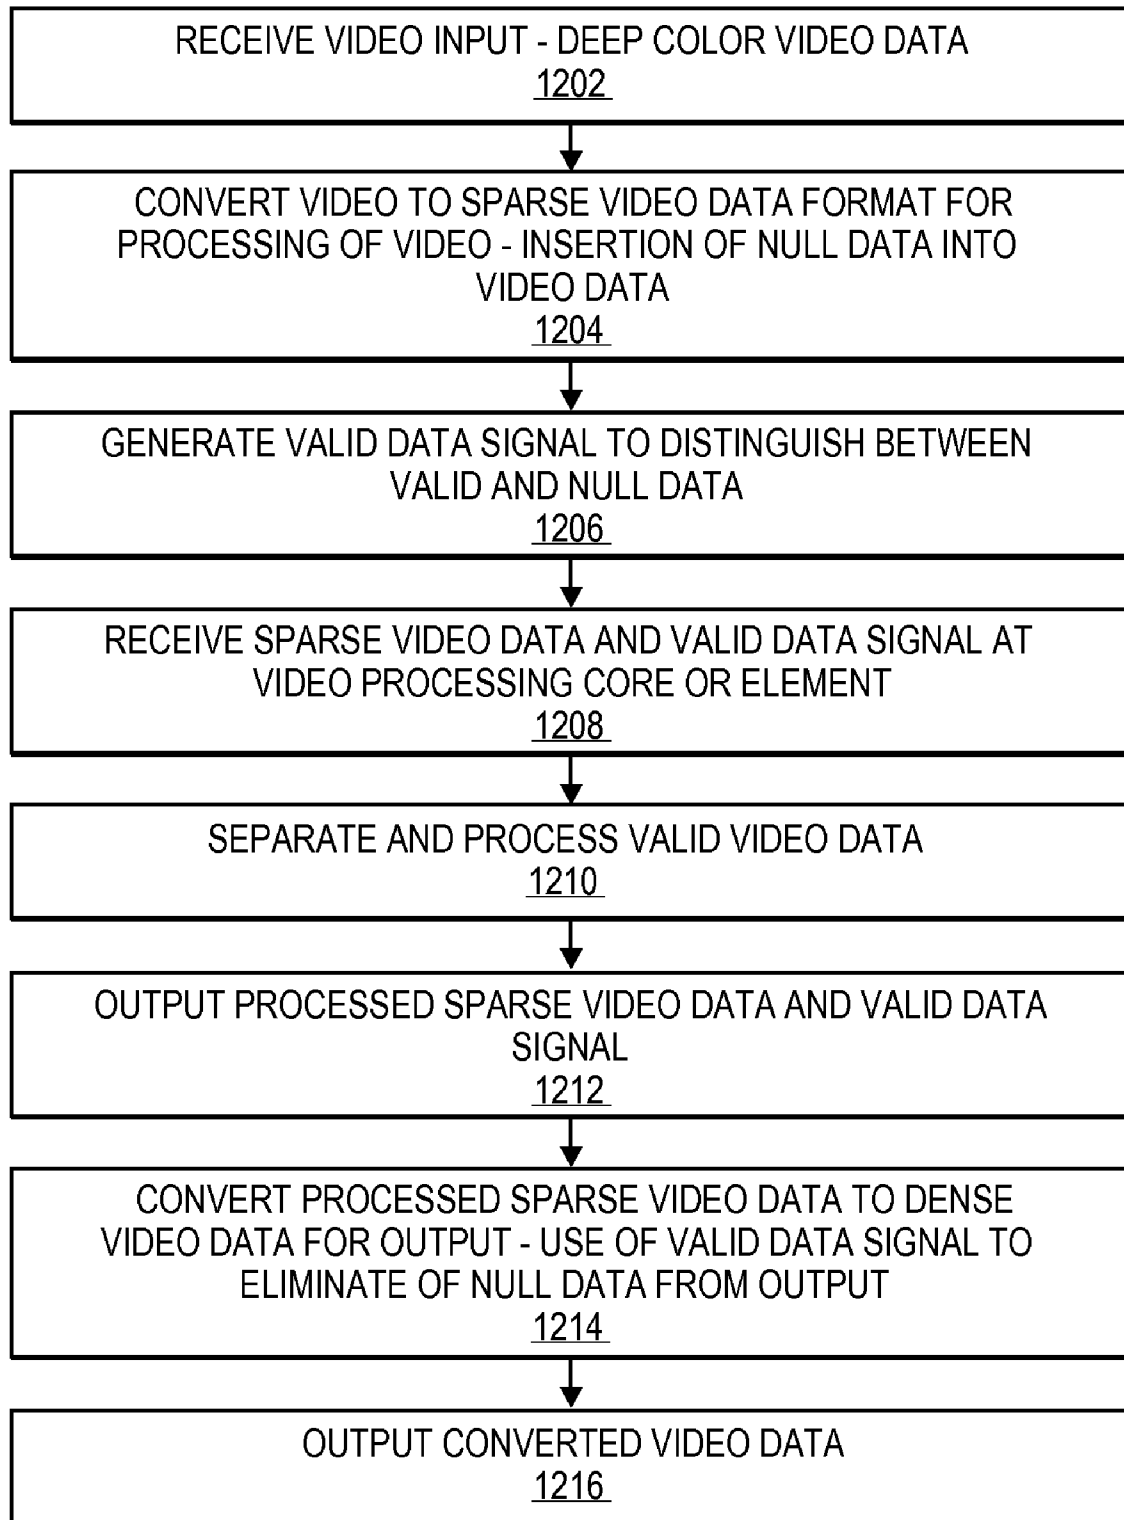 RECEIVE VIDEO INPUT - DEEP COLOR VIDEO DATA
1202
CONVERT VIDEO TO SPARSE VIDEO DATA FORMAT FOR
PROCESSING OF VIDEO - INSERTION OF NULL DATA INTO
VIDEO DATA
1204
GENERATE VALID DATA SIGNAL TO DISTINGUISH BETWEEN
VALID AND NULL DATA
1206
RECEIVE SPARSE VIDEO DATA AND VALID DATA SIGNAL AT
VIDEO PROCESSING CORE OR ELEMENT
1208
SEPARATE AND PROCESS VALID VIDEO DATA
1210
OUTPUT PROCESSED SPARSE VIDEO DATA AND VALID DATA
SIGNAL
1212
CONVERT PROCESSED SPARSE VIDEO DATA TO DENSE
VIDEO DATA FOR OUTPUT - USE OF VALID DATA SIGNAL TO
ELIMINATE OF NULL DATA FROM OUTPUT
1214
OUTPUT CONVERTED VIDEO DATA
1216